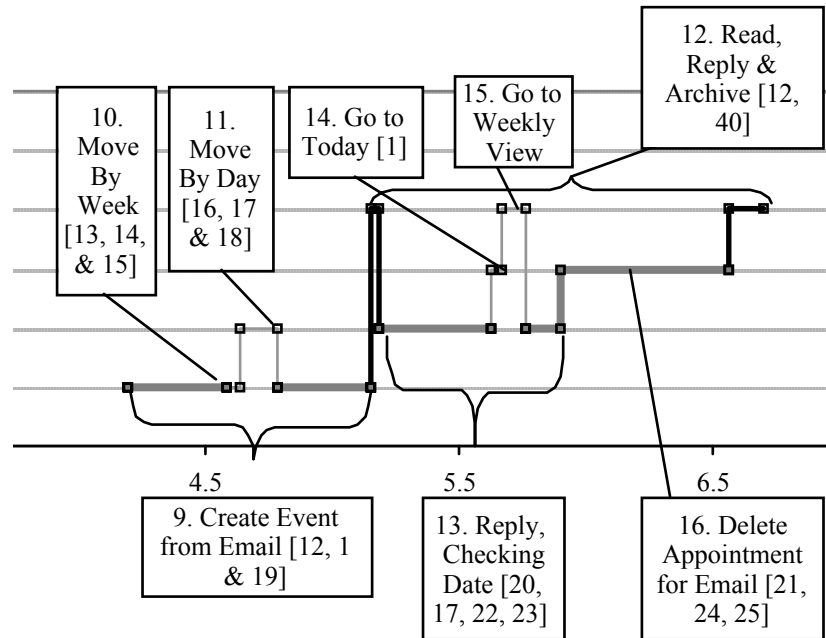 12. Read,
Reply &
Archive [12,
40]
10.
Move
By
Week
[13, 14,
& 15]
11.
Move
By Day
[16, 17
& 18]
14. Go to
Today [1]
15. Go to
Weekly
View
4.5
5.5
6.5
9. Create Event
from Email [12, 1
& 19]
13. Reply,
Checking
Date [20,
17, 22, 23]
16. Delete
Appointment
for Email [21,
24, 25]